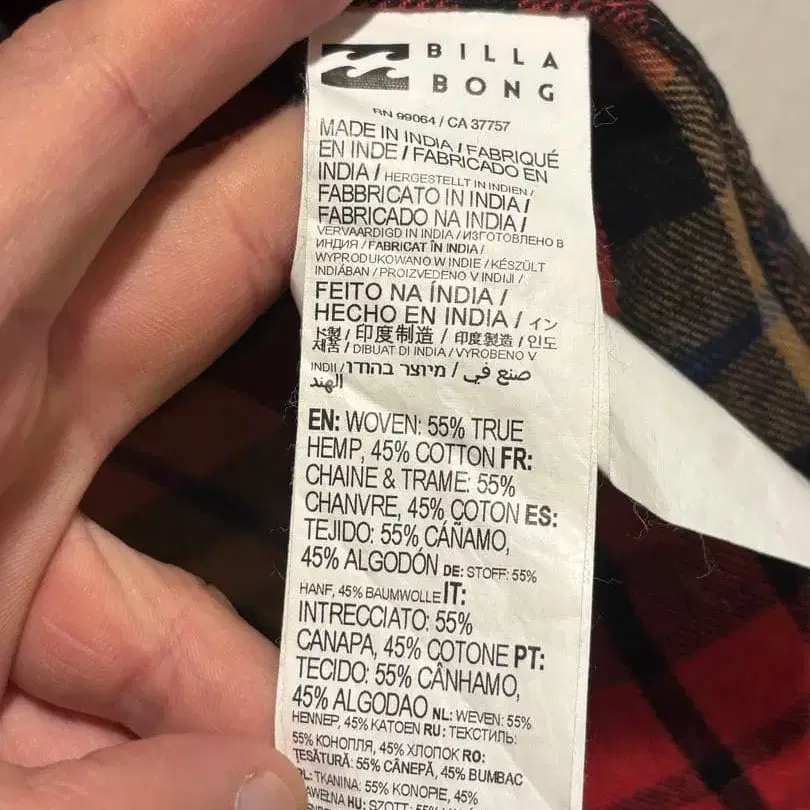 BILLA
BONG
RN 99064 / CA 37757
MADE IN INDIA / FABRIQUÉ
EN INDE / FABRICADO EN
INDIA / HERGESTELLT IN INDIEN /
FABBRICATO IN INDIA /
FABRICADO NA INDIA /
VERVAARDIGD IN INDIA / ИЗГОТОВЛЕНО В
ИНДИЯ / FABRICAT ÎN INDIA /
WYPRODUKOWANO W INDIE / KÉSZÜLT
INDIÁBAN / PROIZVEDENO V INDIJI /
FEITO NA ÍNDIA /
HECHO EN INDIA / イン
ド製 / 印度制造 / 印度製造 / 인도
제품 / DIBUAT DI INDIA / VYROBENO V
INDII / מיוצר בהודו / صنع في
الهند
EN: WOVEN: 55% TRUE
HEMP, 45% COTTON FR:
CHAINE & TRAME: 55%
CHANVRE, 45% COTON ES:
TEJIDO: 55% CÁÑAMO,
45% ALGODÓN DE: STOFF: 55%
HANF, 45% BAUMWOLLE IT:
INTRECCIATO: 55%
CANAPA, 45% COTONE PT:
TECIDO: 55% CÂNHAMO,
45% ALGODAO NL: WEVEN: 55%
HENNEP, 45% KATOEN RU: ТЕКСТИЛЬ:
55% КОНОПЛЯ, 45% ХЛОПОК RO:
ȚESĂTURĂ: 55% CÂNEPĂ, 45% BUMBAC
PL: TKANINA: 55% KONOPIE, 45%
HU: SZÖTT: 55%